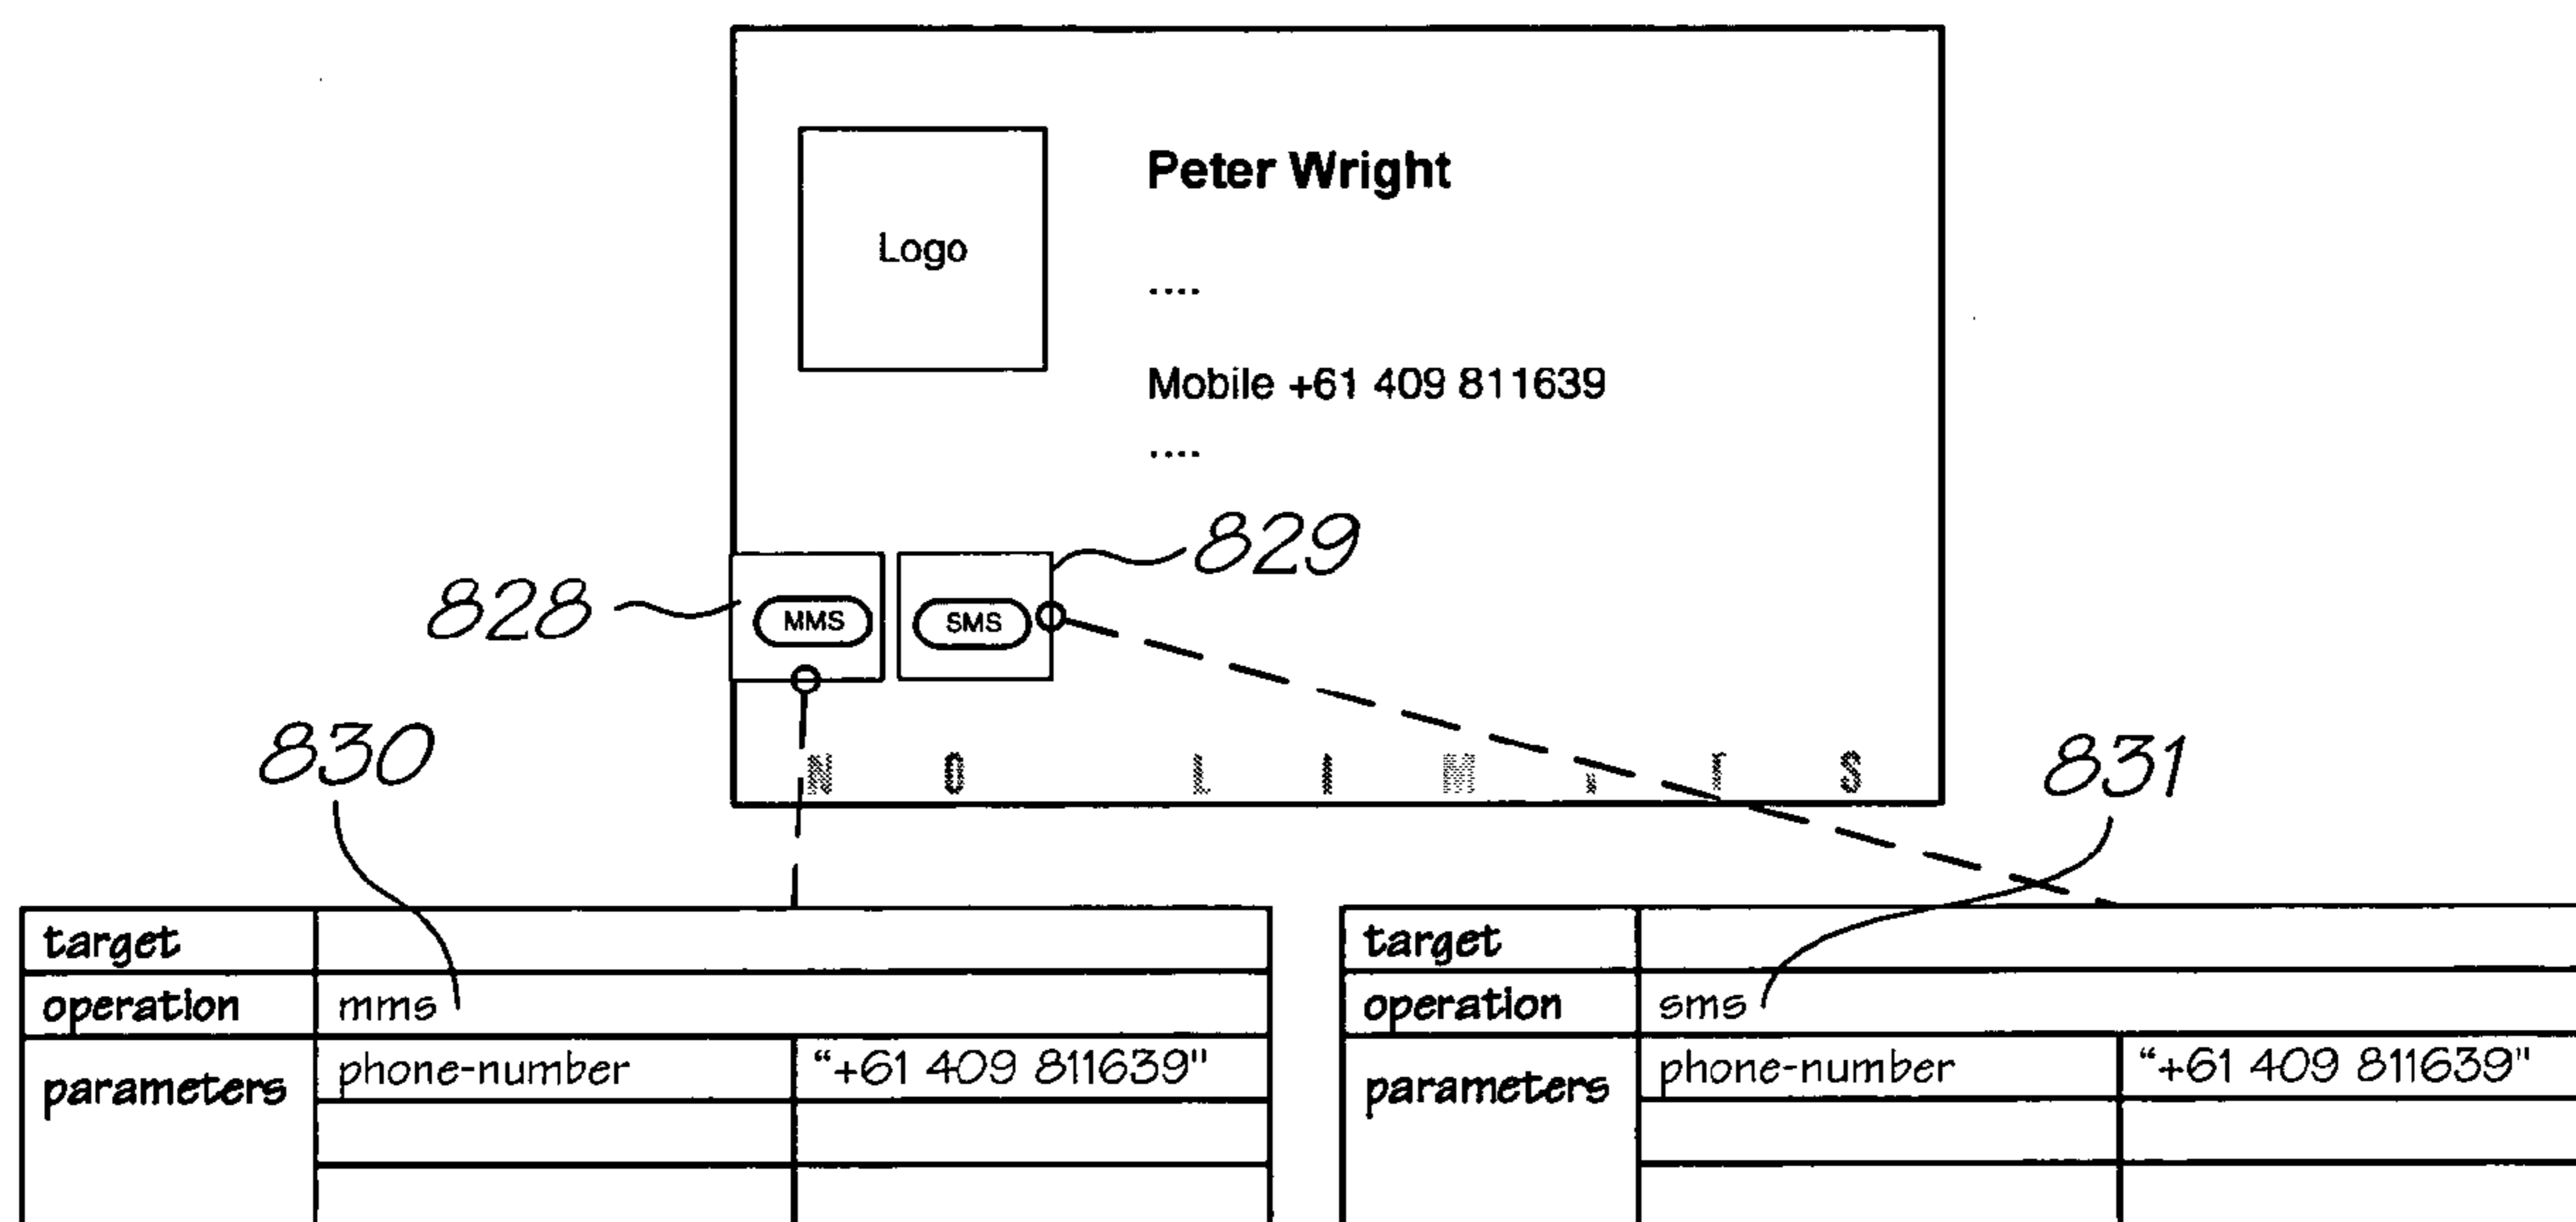 Peter Wright
Logo
....
Mobile +61 409 811639
....
829
828
MMS SMS
830
N O L I M I T S
831
target
operation mms
parameters phone-number "+61 409 811639"
target
operation sms
parameters phone-number "+61 409 811639"